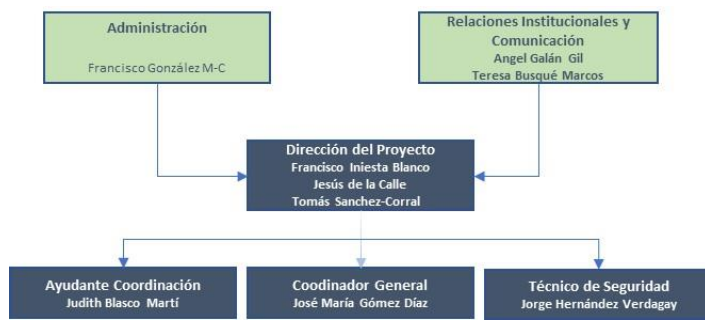 Administración
Francisco González M-C
Relaciones Institucionales y
Comunicación
Angel Galán Gil
Teresa Busqué Marcos
Dirección del Proyecto
Francisco Iniesta Blanco
Jesús de la Calle
Tomás Sanchez-Corral
Ayudante Coordinación
Judith Blasco Martí
Coodinador General
José María Gómez Díaz
Técnico de Seguridad
Jorge Hernández Verdagay